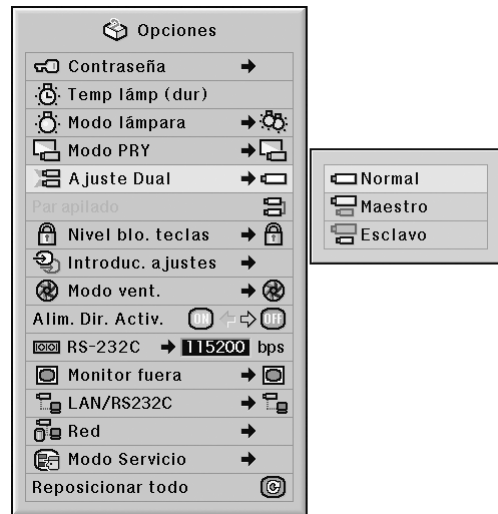 Opciones
Contraseña
Temp lámp (dur)
Modo lámpara
Modo PRY
Ajuste Dual
Par apilado
Nivel blo. teclas
Introduc. ajustes
Modo vent.
Alim. Dir. Activ. ON OFF
RS-232C 115200 bps
Monitor fuera
LAN/RS232C
Red
Modo Servicio
Reposicionar todo
Normal
Maestro
Esclavo